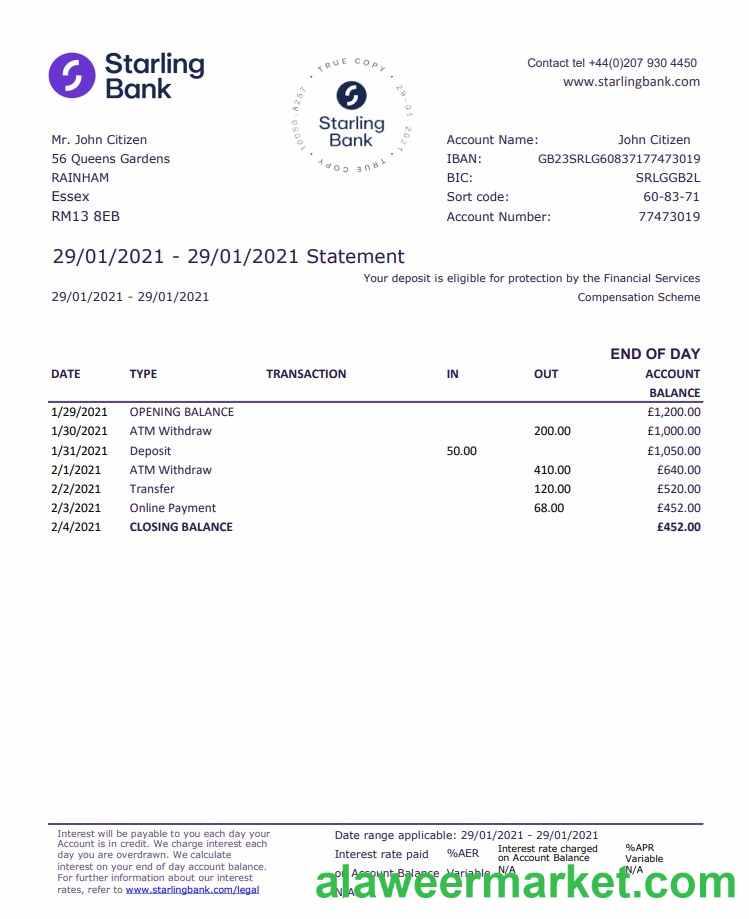 Starling
Bank
TRUE COPY • 29-01 2021 • TRUE COPY • 10050-8257 •
Starling
Bank
Contact tel +44(0)207 930 4450
www.starlingbank.com
Mr. John Citizen
56 Queens Gardens
RAINHAM
Essex
RM13 8EB
Account Name: John Citizen
IBAN: GB23SRLG60837177473019
BIC: SRLGGB2L
Sort code: 60-83-71
Account Number: 77473019
29/01/2021 - 29/01/2021 Statement
Your deposit is eligible for protection by the Financial Services
29/01/2021 - 29/01/2021 Compensation Scheme
END OF DAY
DATE TYPE TRANSACTION IN OUT ACCOUNT
BALANCE
1/29/2021 OPENING BALANCE £1,200.00
1/30/2021 ATM Withdraw 200.00 £1,000.00
1/31/2021 Deposit 50.00 £1,050.00
2/1/2021 ATM Withdraw 410.00 £640.00
2/2/2021 Transfer 120.00 £520.00
2/3/2021 Online Payment 68.00 £452.00
2/4/2021 CLOSING BALANCE £452.00
Interest will be payable to you each day your
Account is in credit. We charge interest each
day you are overdrawn. We calculate
interest on your end of day account balance.
For further information about our interest
rates, refer to www.starlingbank.com/legal
Date range applicable: 29/01/2021 - 29/01/2021
Interest rate paid %AER
on Account Balance Variable
N/A
Interest rate charged
on Account Balance
N/A
%APR
Variable
N/A
alaweermarket.com